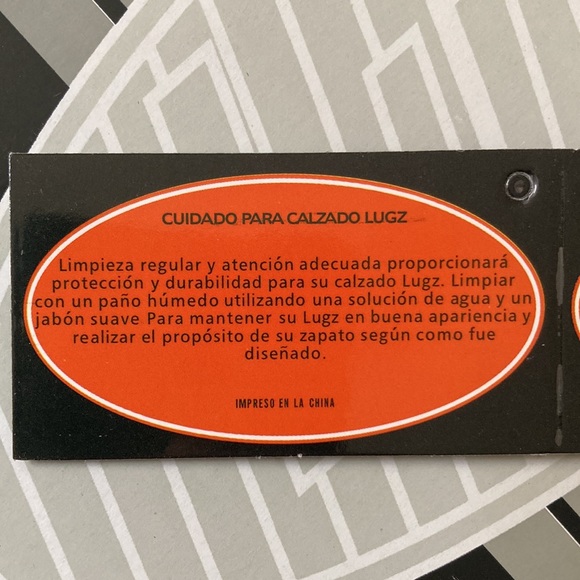 CUIDADO PARA CALZADO LUGZ
Limpieza regular y atención adecuada proporcionará
protección y durabilidad para su calzado Lugz. Limpiar
con un paño húmedo utilizando una solución de agua y un
jabón suave Para mantener su Lugz en buena apariencia y
realizar el propósito de su zapato según como fue
diseñado.
IMPRESO EN LA CHINA